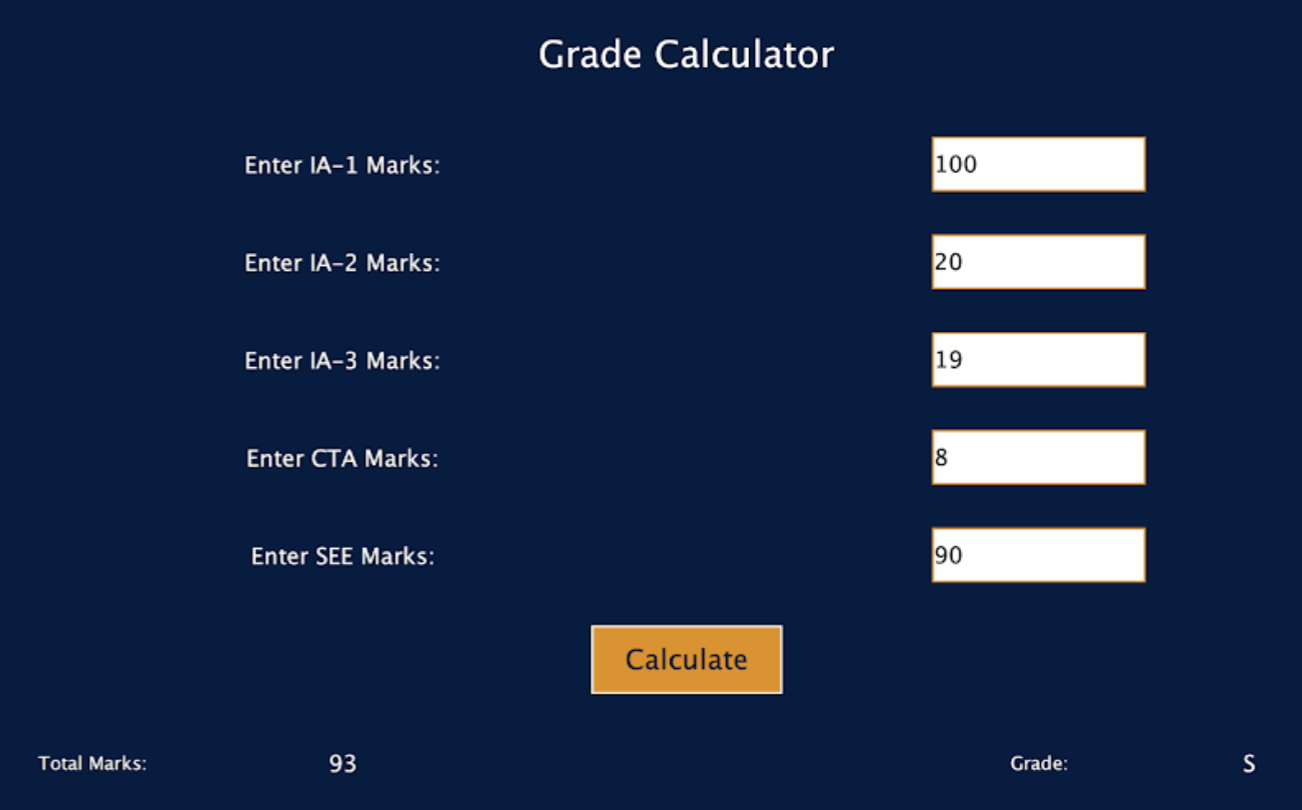 Grade Calculator
Enter IA-1 Marks: 100
Enter IA-2 Marks: 20
Enter IA-3 Marks: 19
Enter CTA Marks: 8
Enter SEE Marks: 90
Calculate
Total Marks: 93 Grade: S